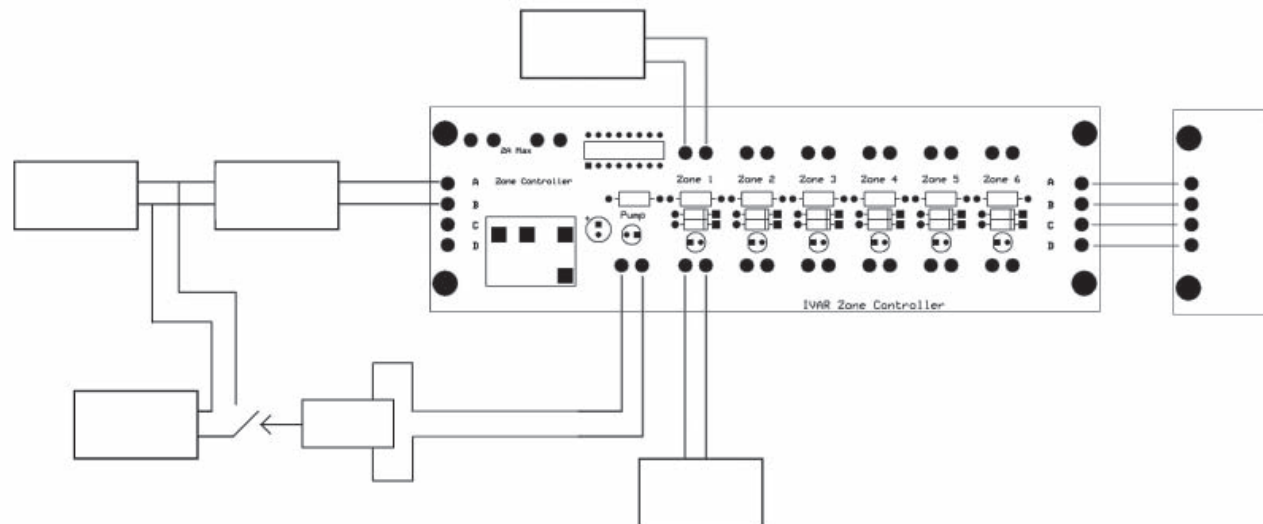 2A Max
Zone Controller
Pump
Zone 1 Zone 2 Zone 3 Zone 4 Zone 5 Zone 6
A
B
C
D
+
A
B
C
D
IVAR Zone Controller